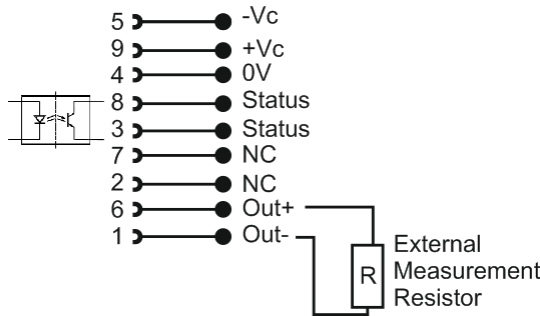 5 -Vc
9 +Vc
4 0V
8 Status
3 Status
7 NC
2 NC
6 Out+
1 Out-
R
External
Measurement
Resistor